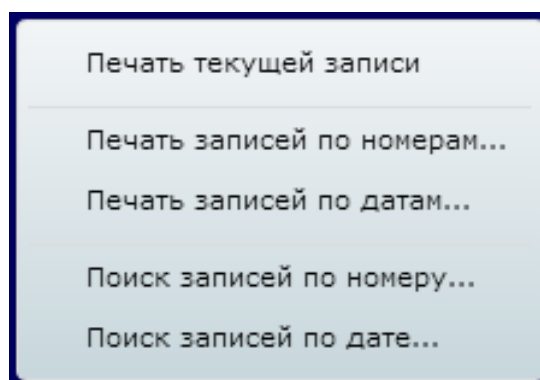 Печать текущей записи
Печать записей по номерам...
Печать записей по датам...
Поиск записей по номеру...
Поиск записей по дате...